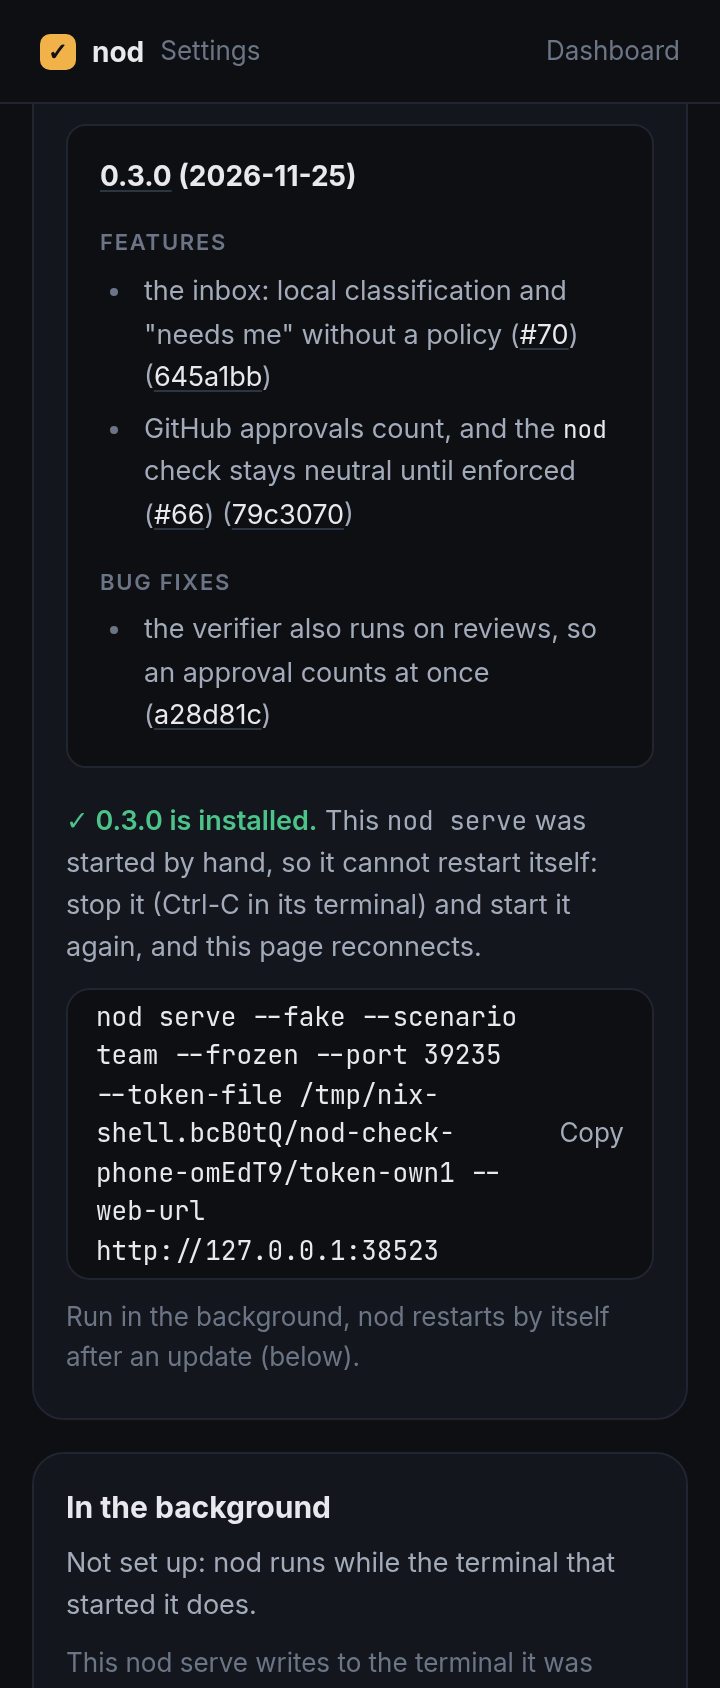 ✓ nod Settings Dashboard
0.3.0 (2026-11-25)
FEATURES
• the inbox: local classification and
"needs me" without a policy (#70)
(645a1bb)
• GitHub approvals count, and the nod
check stays neutral until enforced
(#66) (79c3070)
BUG FIXES
• the verifier also runs on reviews, so
an approval counts at once
(a28d81c)
✓ 0.3.0 is installed. This nod serve was
started by hand, so it cannot restart itself:
stop it (Ctrl-C in its terminal) and start it
again, and this page reconnects.
nod serve --fake --scenario
team --frozen --port 39235
--token-file /tmp/nix-
shell.bcB0tQ/nod-check-
Copy
phone-omEdT9/token-own1 --
web-url
http://127.0.0.1:38523
Run in the background, nod restarts by itself
after an update (below).
In the background
Not set up: nod runs while the terminal that
started it does.
This nod serve writes to the terminal it was